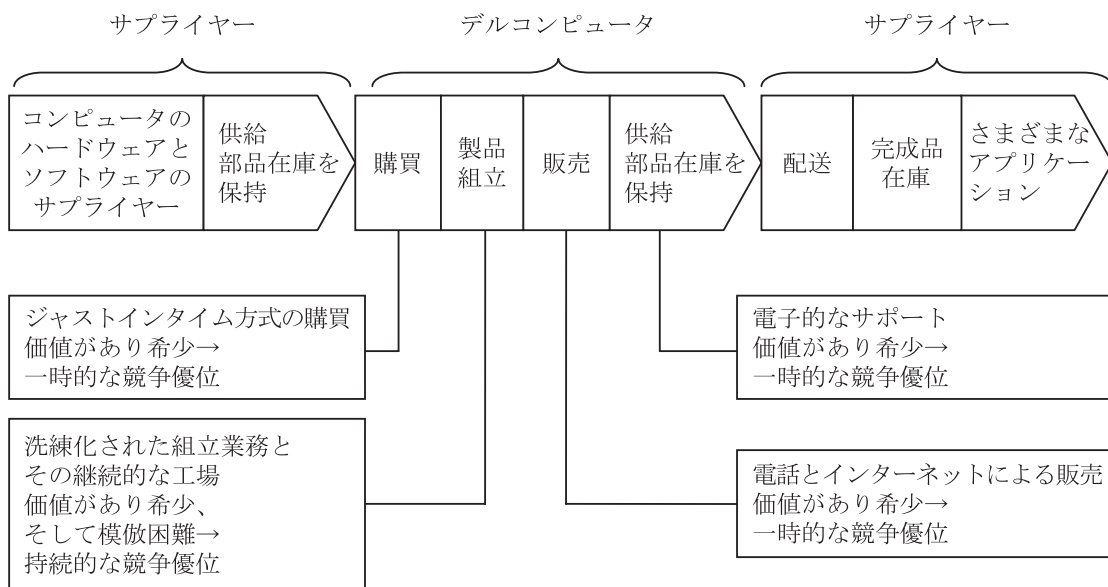 サプライヤー
デルコンピュータ
サプライヤー
コンピュータの
ハードウェアと
ソフトウェアの
サプライヤー
供給
部品在庫を
保持
購買
製品
組立
販売
供給
部品在庫を
保持
配送
完成品
在庫
さまざまな
アプリケー
ション
ジャストインタイム方式の購買
価値があり希少→
一時的な競争優位
電子的なサポート
価値があり希少→
一時的な競争優位
洗練化された組立業務と
その継続的な工場
価値があり希少、
そして模倣困難→
持続的な競争優位
電話とインターネットによる販売
価値があり希少→
一時的な競争優位